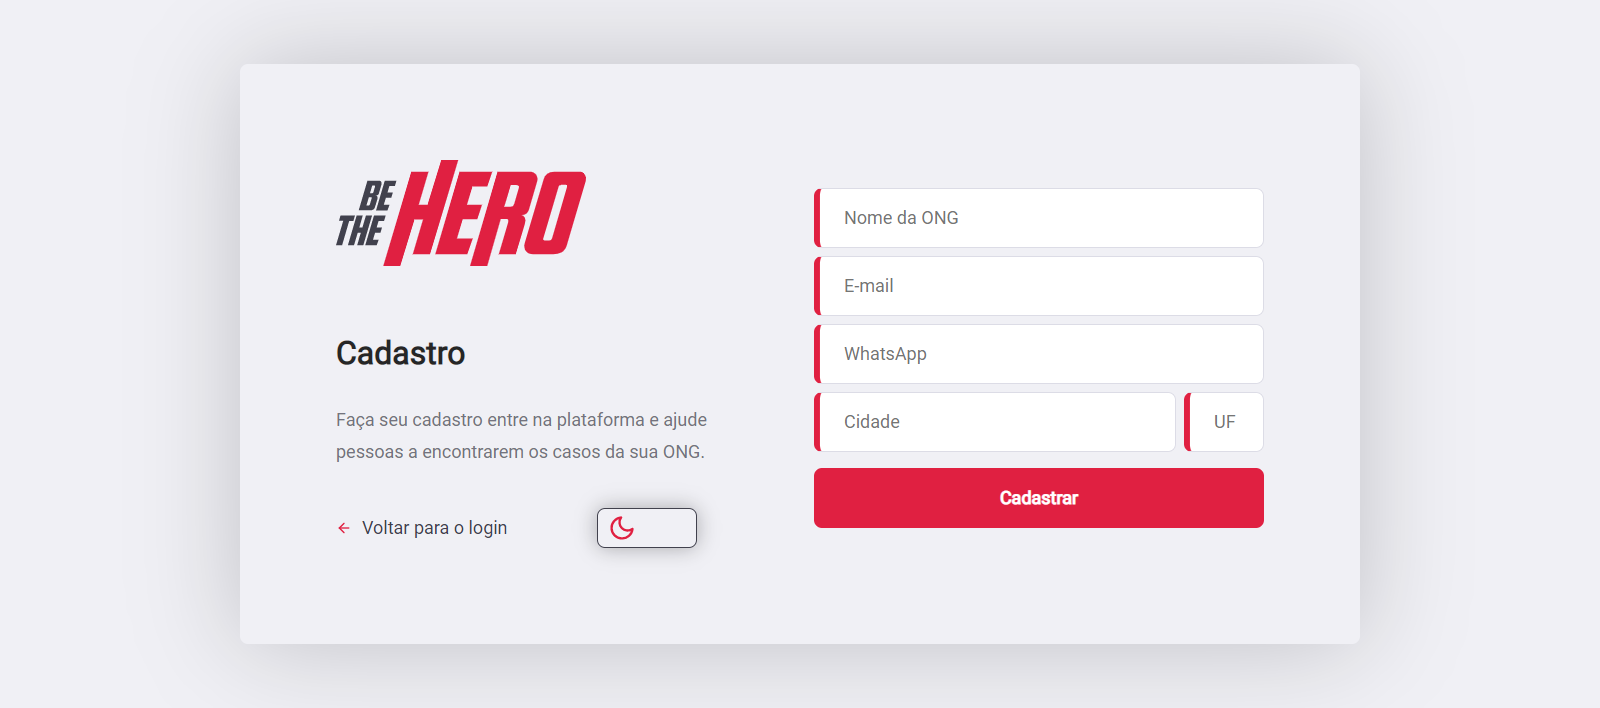 BE
THE
HERO
Cadastro
Faça seu cadastro entre na plataforma e ajude
pessoas a encontrarem os casos da sua ONG.
Voltar para o login
Nome da ONG
E-mail
WhatsApp
Cidade
UF
Cadastrar